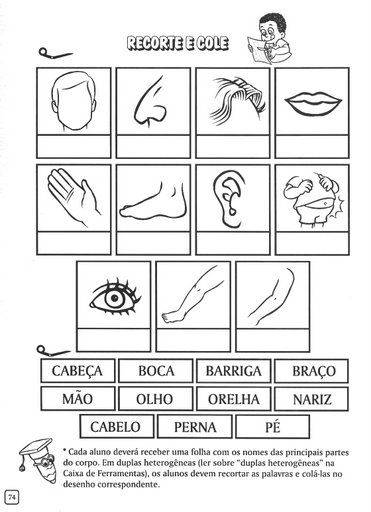 RECORTE E COLE
CABEÇA BOCA BARRIGA BRAÇO
MÃO OLHO ORELHA NARIZ
CABELO PERNA PÉ
* Cada aluno deverá receber uma folha com os nomes das principais partes
do corpo. Em duplas heterogêneas (ler sobre "duplas heterogêneas" na
Caixa de Ferramentas), os alunos devem recortar as palavras e colá-las no
desenho correspondente.
74